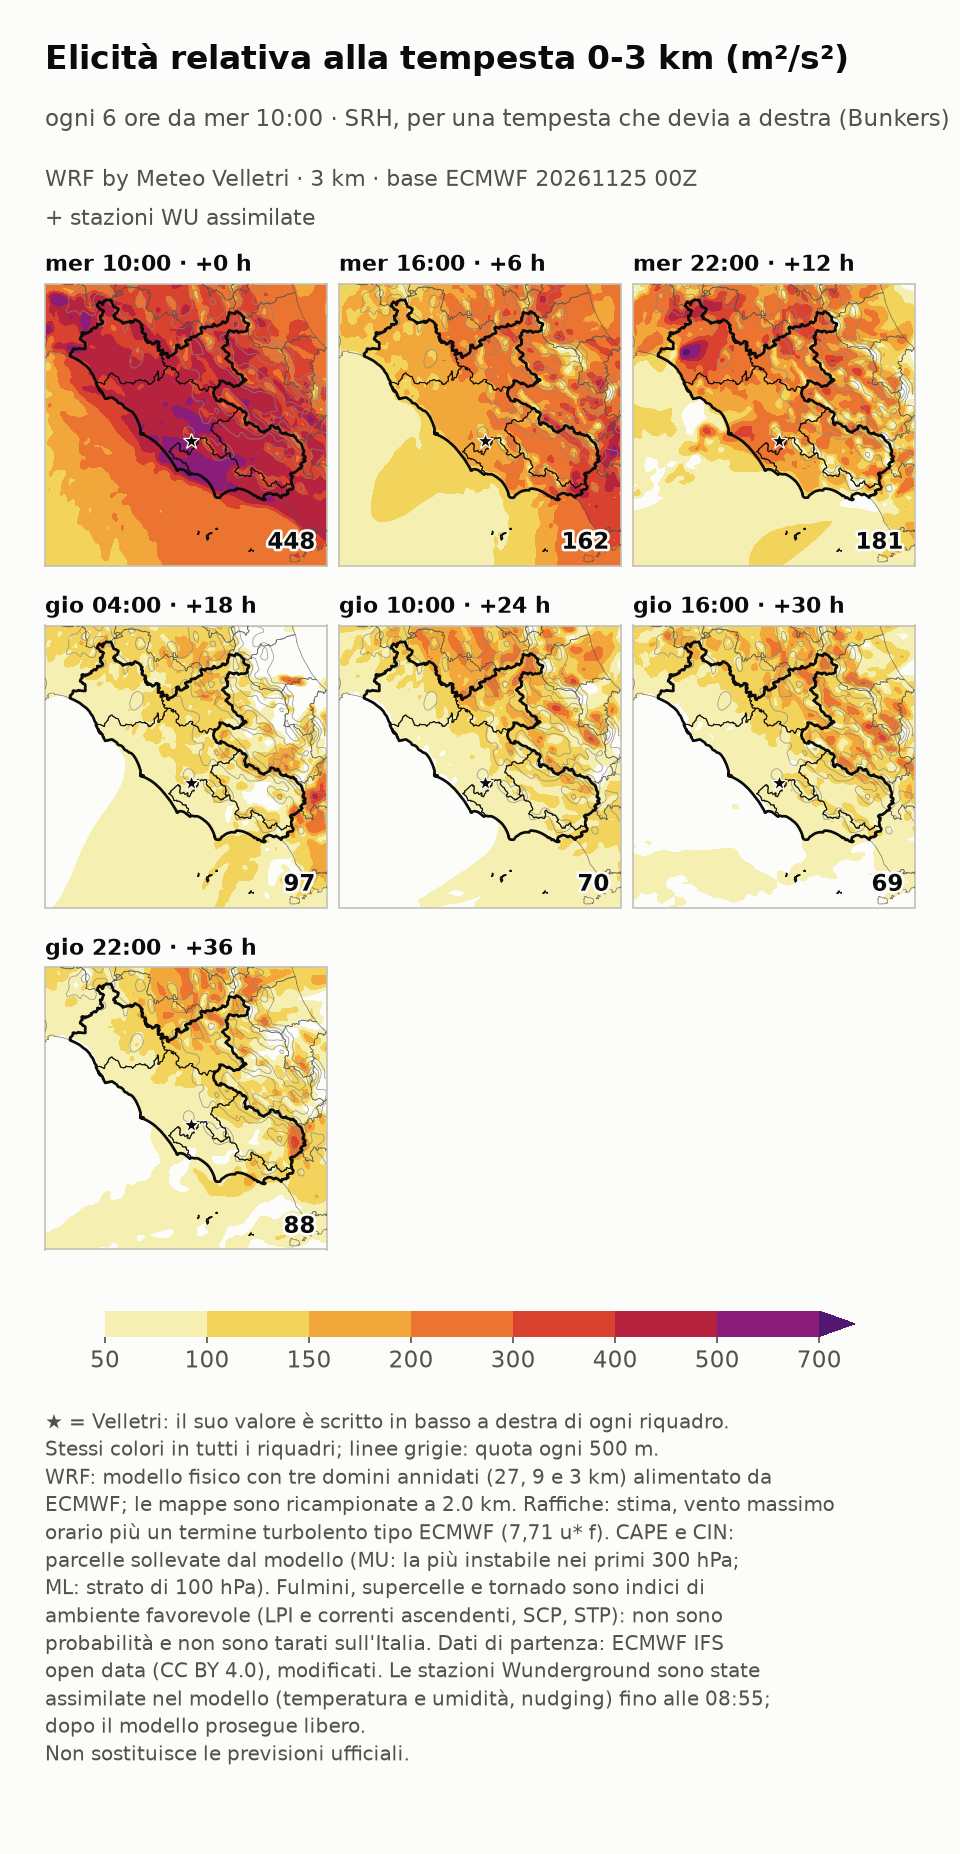 Elicità relativa alla tempesta 0-3 km (m²/s²)
ogni 6 ore da mer 10:00 · SRH, per una tempesta che devia a destra (Bunkers)
WRF by Meteo Velletri · 3 km · base ECMWF 20261125 00Z
+ stazioni WU assimilate
mer 10:00 · +0 h
mer 16:00 · +6 h
mer 22:00 · +12 h
448
162
181
gio 04:00 · +18 h
gio 10:00 · +24 h
gio 16:00 · +30 h
97
70
69
gio 22:00 · +36 h
88
50 100 150 200 300 400 500 700
★ = Velletri: il suo valore è scritto in basso a destra di ogni riquadro.
Stessi colori in tutti i riquadri; linee grigie: quota ogni 500 m.
WRF: modello fisico con tre domini annidati (27, 9 e 3 km) alimentato da
ECMWF; le mappe sono ricampionate a 2.0 km. Raffiche: stima, vento massimo
orario più un termine turbolento tipo ECMWF (7,71 u* f). CAPE e CIN:
parcelle sollevate dal modello (MU: la più instabile nei primi 300 hPa;
ML: strato di 100 hPa). Fulmini, supercelle e tornado sono indici di
ambiente favorevole (LPI e correnti ascendenti, SCP, STP): non sono
probabilità e non sono tarati sull'Italia. Dati di partenza: ECMWF IFS
open data (CC BY 4.0), modificati. Le stazioni Wunderground sono state
assimilate nel modello (temperatura e umidità, nudging) fino alle 08:55;
dopo il modello prosegue libero.
Non sostituisce le previsioni ufficiali.